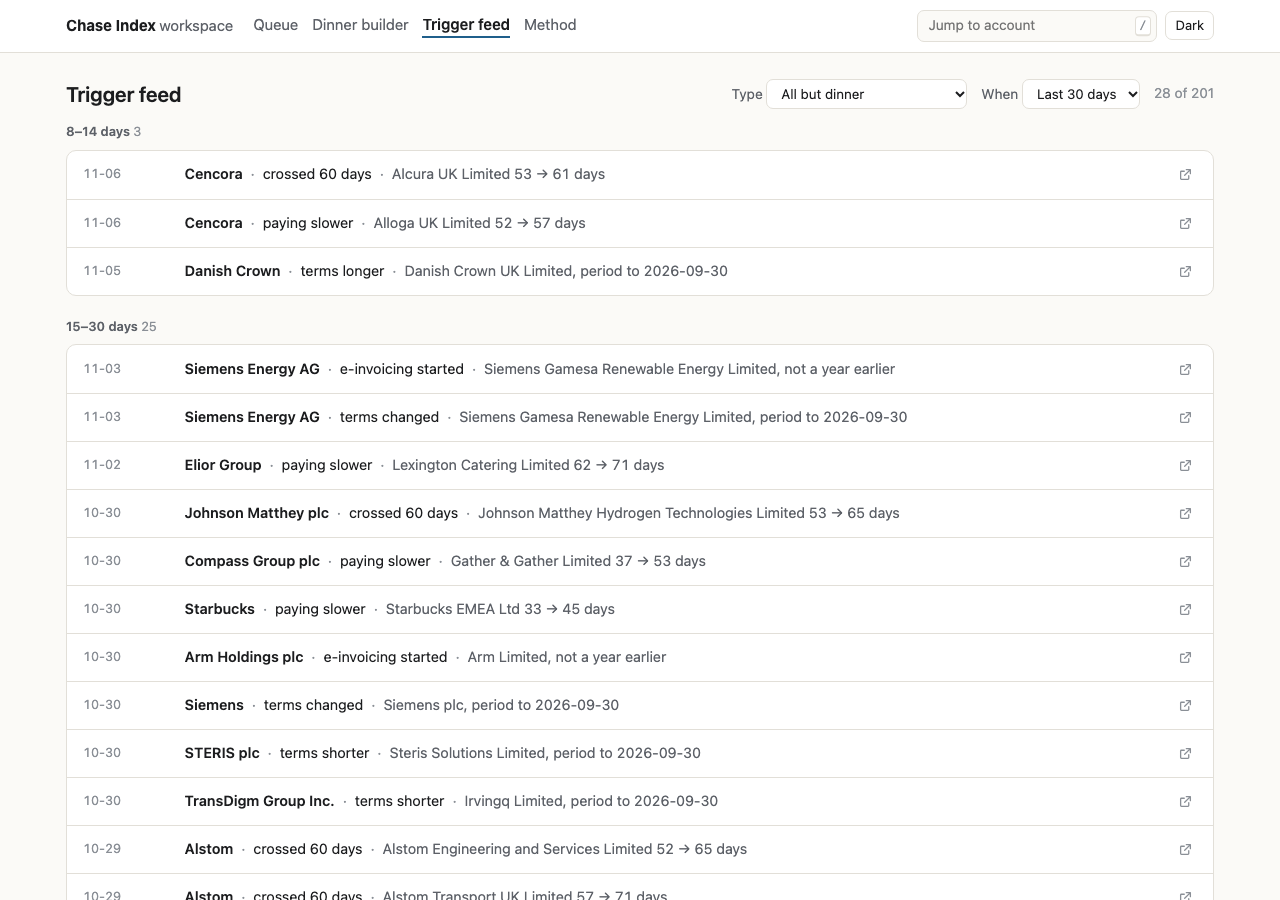 Chase Index workspace Queue Dinner builder Trigger feed Method Jump to account / Dark
Trigger feed Type All but dinner When Last 30 days 28 of 201
8–14 days 3
11-06 Cencora · crossed 60 days · Alcura UK Limited 53 → 61 days
11-06 Cencora · paying slower · Alloga UK Limited 52 → 57 days
11-05 Danish Crown · terms longer · Danish Crown UK Limited, period to 2026-09-30
15–30 days 25
11-03 Siemens Energy AG · e-invoicing started · Siemens Gamesa Renewable Energy Limited, not a year earlier
11-03 Siemens Energy AG · terms changed · Siemens Gamesa Renewable Energy Limited, period to 2026-09-30
11-02 Elior Group · paying slower · Lexington Catering Limited 62 → 71 days
10-30 Johnson Matthey plc · crossed 60 days · Johnson Matthey Hydrogen Technologies Limited 53 → 65 days
10-30 Compass Group plc · paying slower · Gather & Gather Limited 37 → 53 days
10-30 Starbucks · paying slower · Starbucks EMEA Ltd 33 → 45 days
10-30 Arm Holdings plc · e-invoicing started · Arm Limited, not a year earlier
10-30 Siemens · terms changed · Siemens plc, period to 2026-09-30
10-30 STERIS plc · terms shorter · Steris Solutions Limited, period to 2026-09-30
10-30 TransDigm Group Inc. · terms shorter · Irvingq Limited, period to 2026-09-30
10-29 Alstom · crossed 60 days · Alstom Engineering and Services Limited 52 → 65 days
10-29 Alstom · crossed 60 days · Alstom Transport UK Limited 57 → 71 days